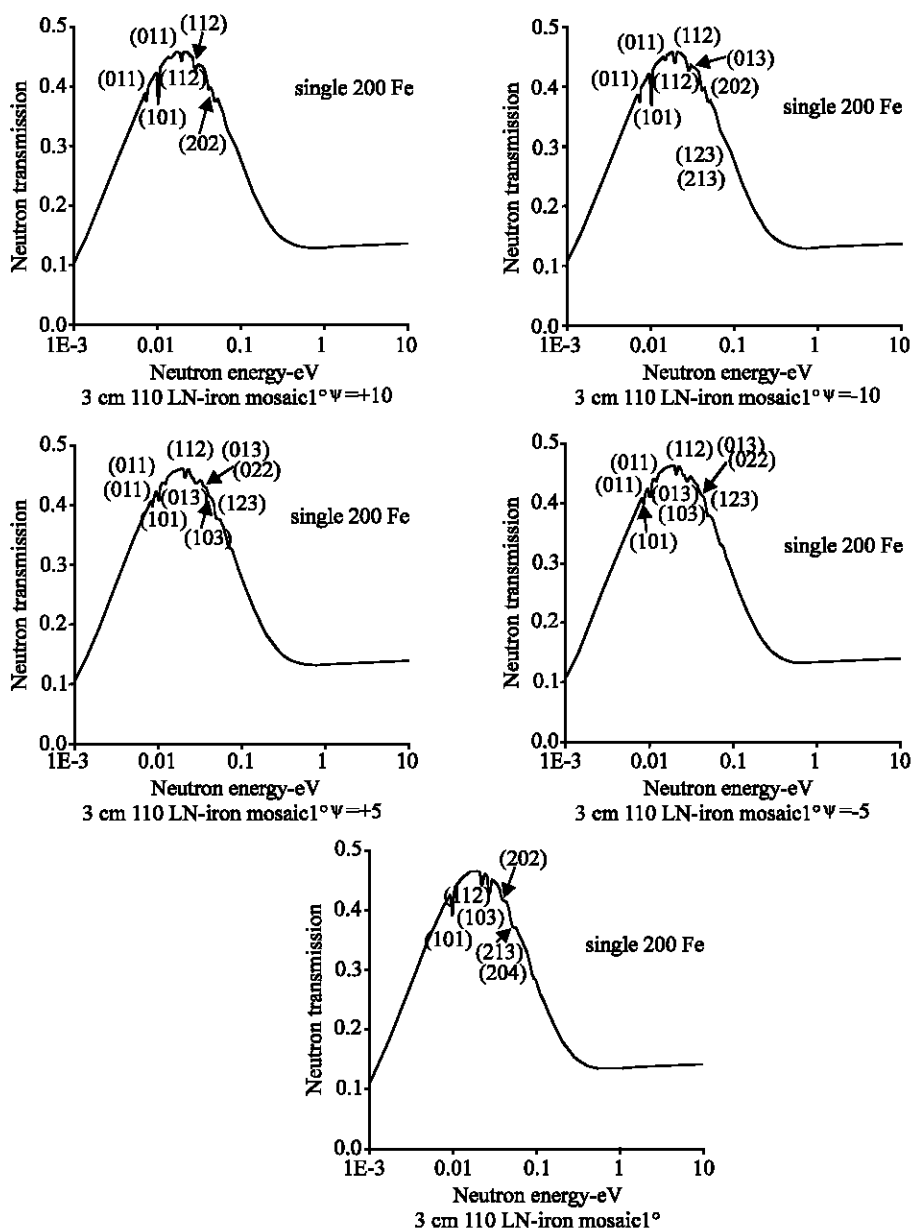 0.5
0.4
0.3
0.2
0.1
0.0
Neutron transmission
(011)
(112)
(011)
(112)
(101)
(202)
single 200 Fe
1E-3 0.01 0.1 1 10
Neutron energy-eV
3 cm 110 LN-iron mosaic1° Ψ=+10
0.5
0.4
0.3
0.2
0.1
0.0
Neutron transmission
(112)
(011)
(013)
(011)
(112)
(202)
(101)
(123)
(213)
single 200 Fe
1E-3 0.01 0.1 1 10
Neutron energy-eV
3 cm 110 LN-iron mosaic1° Ψ=-10
0.5
0.4
0.3
0.2
0.1
0.0
Neutron transmission
(112)
(013)
(011)
(022)
(011)
(013)
(123)
(101)
(103)
single 200 Fe
1E-3 0.01 0.1 1 10
Neutron energy-eV
3 cm 110 LN-iron mosaic1° Ψ=+5
0.5
0.4
0.3
0.2
0.1
0.0
Neutron transmission
(112)
(013)
(011)
(022)
(011)
(013)
(123)
(103)
(101)
single 200 Fe
1E-3 0.01 0.1 1 10
Neutron energy-eV
3 cm 110 LN-iron mosaic1° Ψ=-5
0.5
0.4
0.3
0.2
0.1
0.0
Neutron transmission
(202)
(112)
(103)
(101)
(213)
(204)
single 200 Fe
1E-3 0.01 0.1 1 10
Neutron energy-eV
3 cm 110 LN-iron mosaic1°